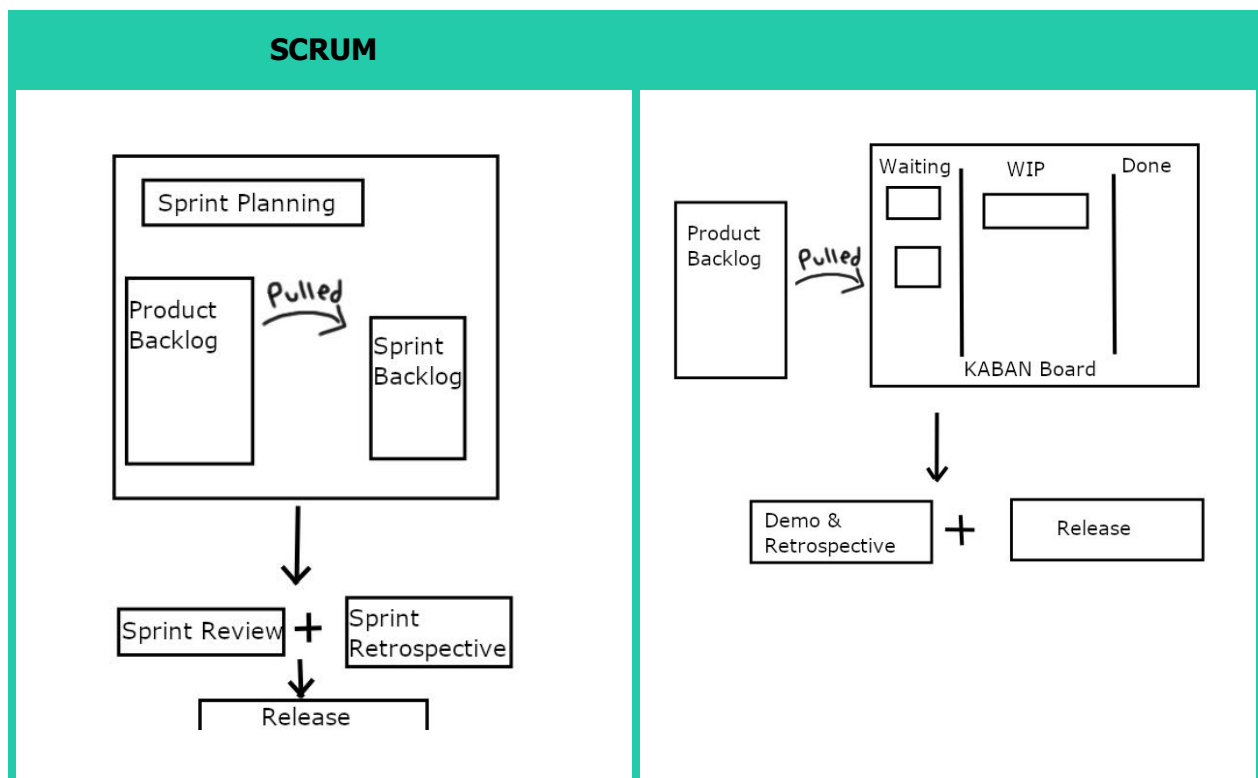 SCRUM
Sprint Planning
Product
Backlog
Pulled
Sprint
Backlog
Sprint Review
+
Sprint
Retrospective
Release
Product
Backlog
Pulled
Waiting
WIP
Done
KABAN Board
Demo &
Retrospective
+
Release